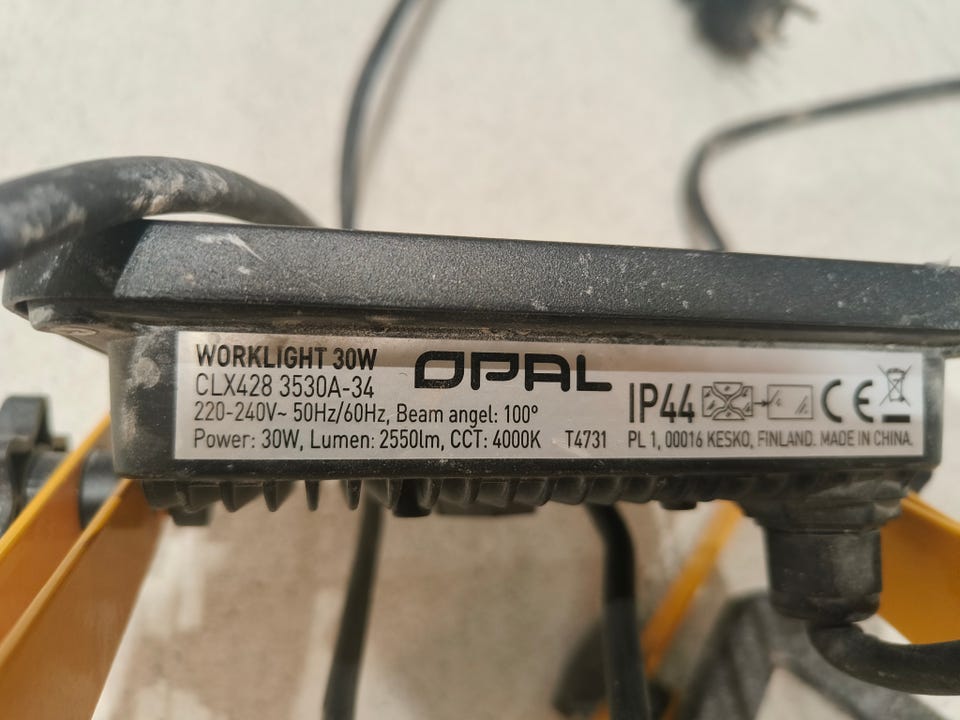 WORKLIGHT 30W
OPAL
CLX428 3530A-34
220-240V~ 50Hz/60Hz, Beam angel: 100°
IP44
CE
Power: 30W, Lumen: 2550lm, CCT: 4000K T4731 PL 1, 00016 KESKO, FINLAND. MADE IN CHINA.